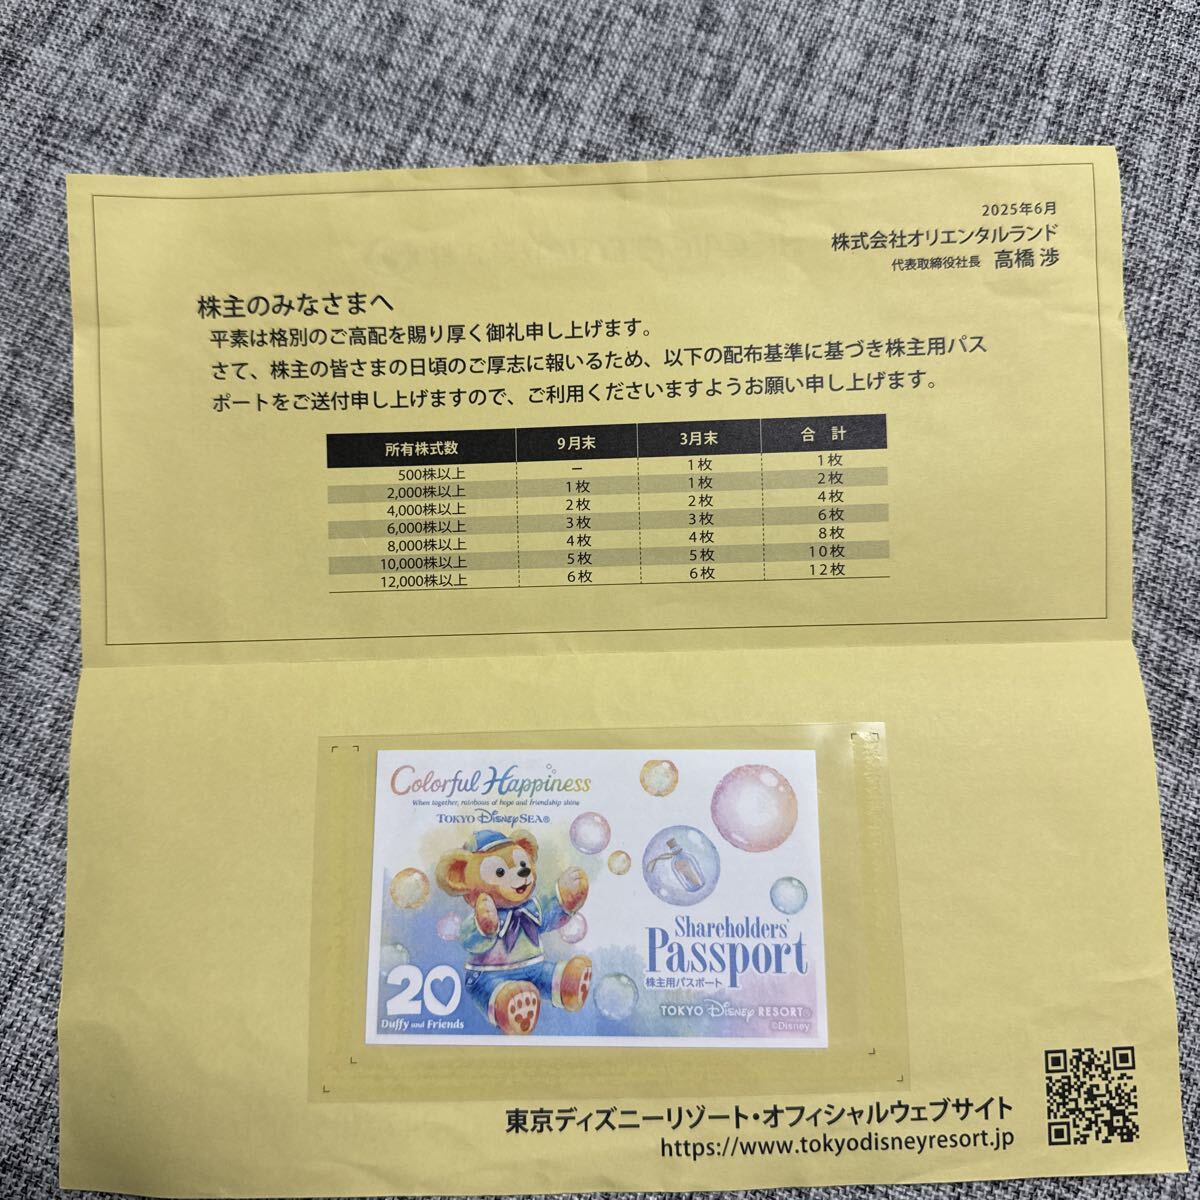 2025年6月
株式会社オリエンタルランド
代表取締役社長 高橋 渉
株主のみなさまへ
平素は格別のご高配を賜り厚く御礼申し上げます。
さて、株主の皆さまの日頃のご厚志に報いるため、以下の配布基準に基づき株主用パス
ポートをご送付申し上げますので、ご利用くださいますようお願い申し上げます。
所有株式数 9月末 3月末 合 計
500株以上 － 1枚 1枚
2,000株以上 1枚 1枚 2枚
4,000株以上 2枚 2枚 4枚
6,000株以上 3枚 3枚 6枚
8,000株以上 4枚 4枚 8枚
10,000株以上 5枚 5枚 10枚
12,000株以上 6枚 6枚 12枚
Colorful Happiness
When together, rainbows of hope and friendship shine
TOKYO DISNEY SEA®
Shareholders'
Passport
株主用パスポート
20
Duffy and Friends
TOKYO Disney RESORT®
©Disney
東京ディズニーリゾート・オフィシャルウェブサイト
https://www.tokyodisneyresort.jp